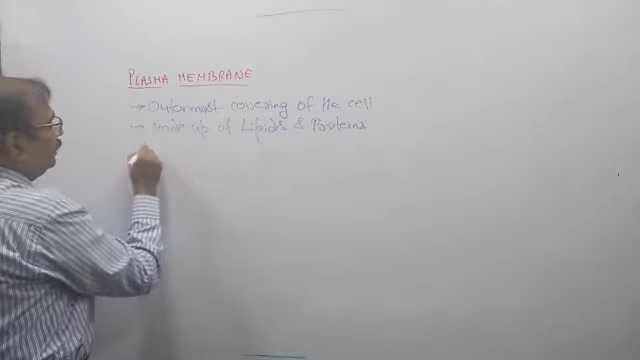 PLASMA MEMBRANE
→ Outermost covering of the cell
→ made up of Lipids & Proteins